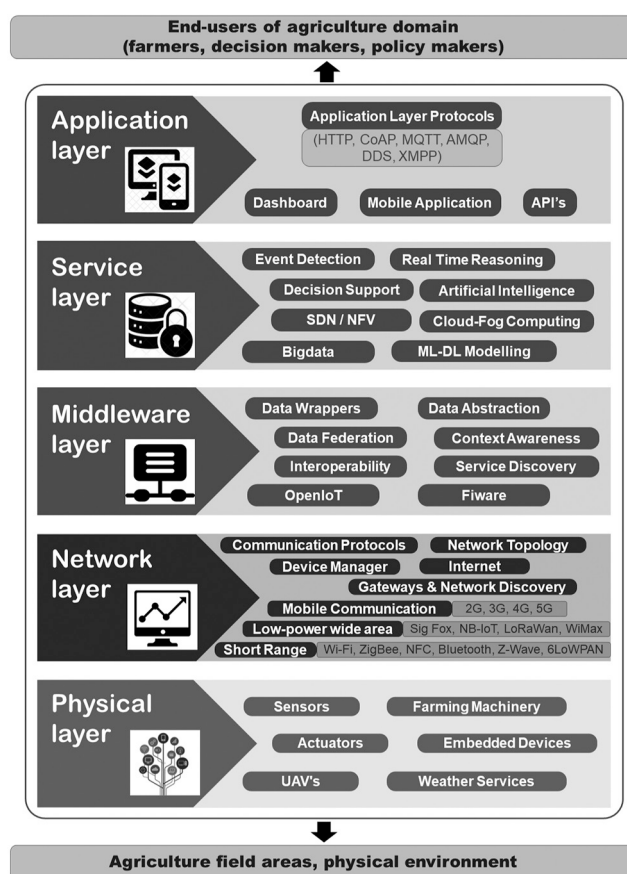 End-users of agriculture domain
(farmers, decision makers, policy makers)
Application
layer
Application Layer Protocols
(HTTP, CoAP, MQTT, AMQP,
DDS, XMPP)
Dashboard
Mobile Application
API's
Service
layer
Event Detection
Real Time Reasoning
Decision Support
Artificial Intelligence
SDN / NFV
Cloud-Fog Computing
Bigdata
ML-DL Modelling
Middleware
layer
Data Wrappers
Data Abstraction
Data Federation
Context Awareness
Interoperability
Service Discovery
OpenIoT
Fiware
Network
layer
Communication Protocols
Network Topology
Device Manager
Internet
Gateways & Network Discovery
Mobile Communication
2G, 3G, 4G, 5G
Low-power wide area
Sig Fox, NB-IoT, LoRaWan, WiMax
Short Range
Wi-Fi, ZigBee, NFC, Bluetooth, Z-Wave, 6LoWPAN
Physical
layer
Sensors
Farming Machinery
Actuators
Embedded Devices
UAV's
Weather Services
Agriculture field areas, physical environment